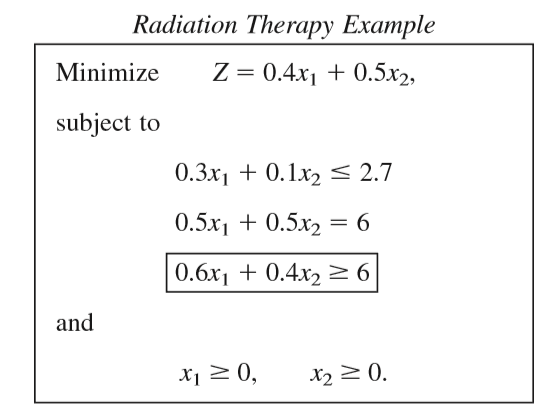 Radiation Therapy Example
Minimize Z = 0.4x₁ + 0.5x₂,
subject to
0.3x₁ + 0.1x₂ ≤ 2.7
0.5x₁ + 0.5x₂ = 6
0.6x₁ + 0.4x₂ ≥ 6
and
x₁ ≥ 0, x₂ ≥ 0.